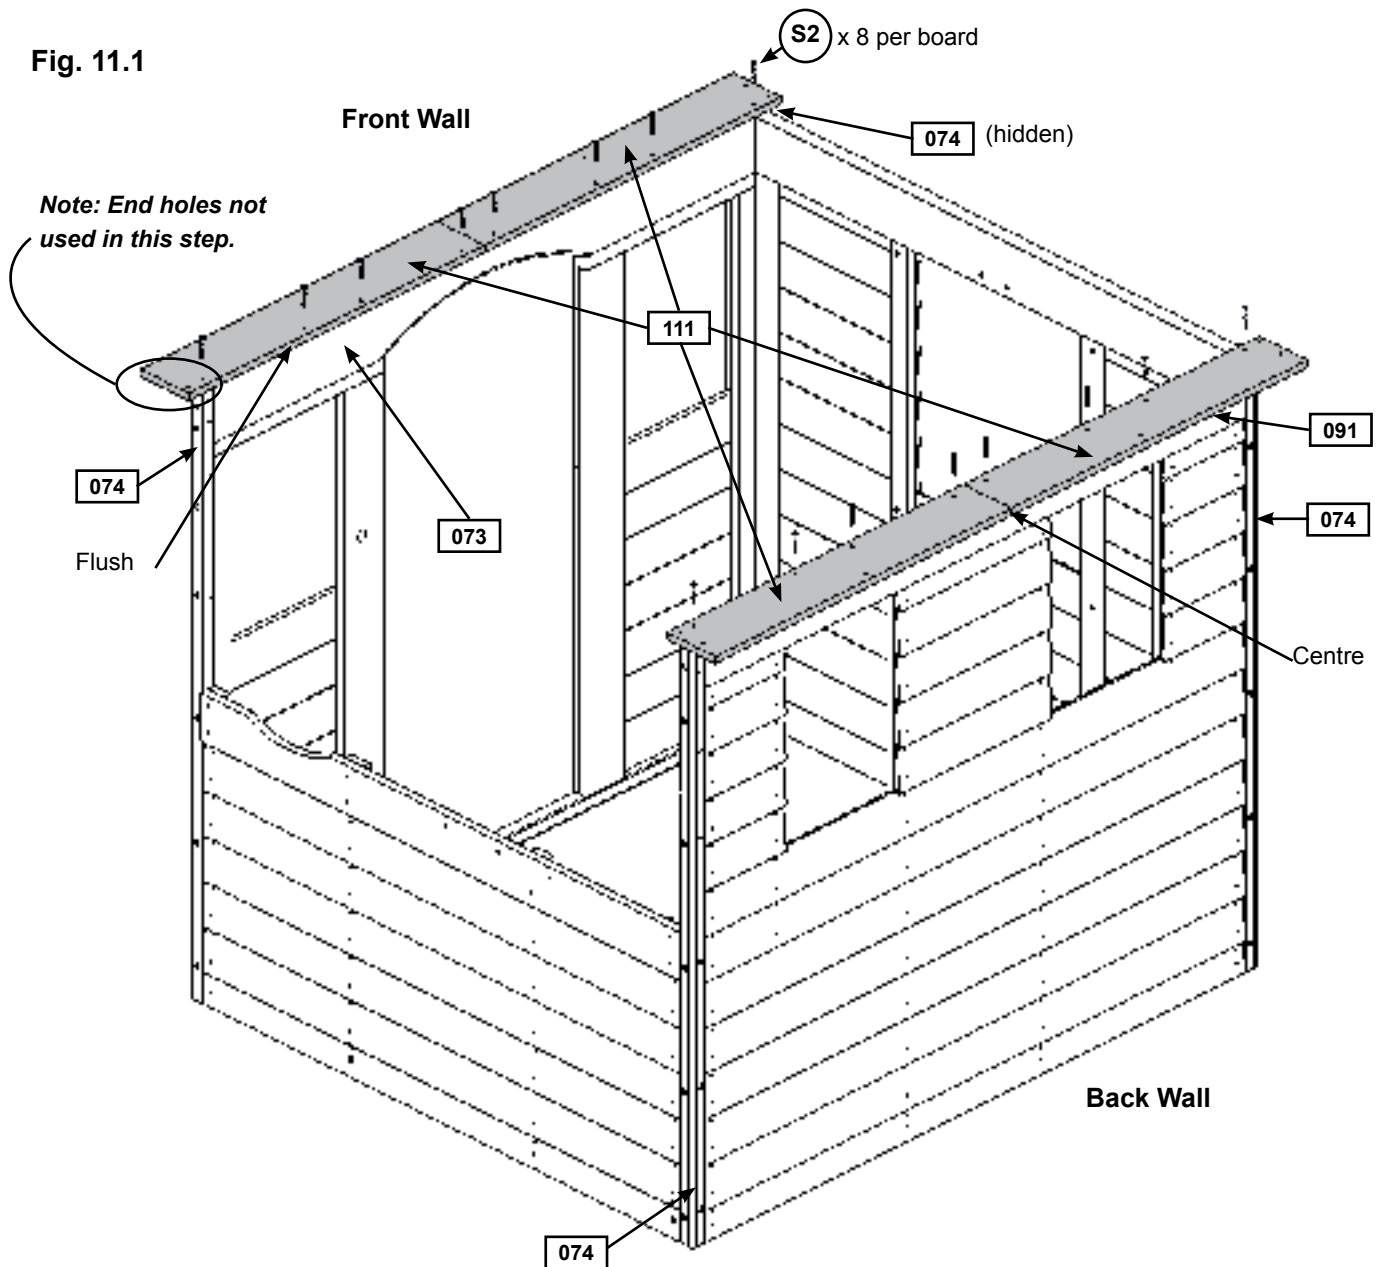 Fig. 11.1
S2 x 8 per board
Front Wall
074 (hidden)
Note: End holes not
used in this step.
111
091
074
074
073
Flush
Centre
Back Wall
074